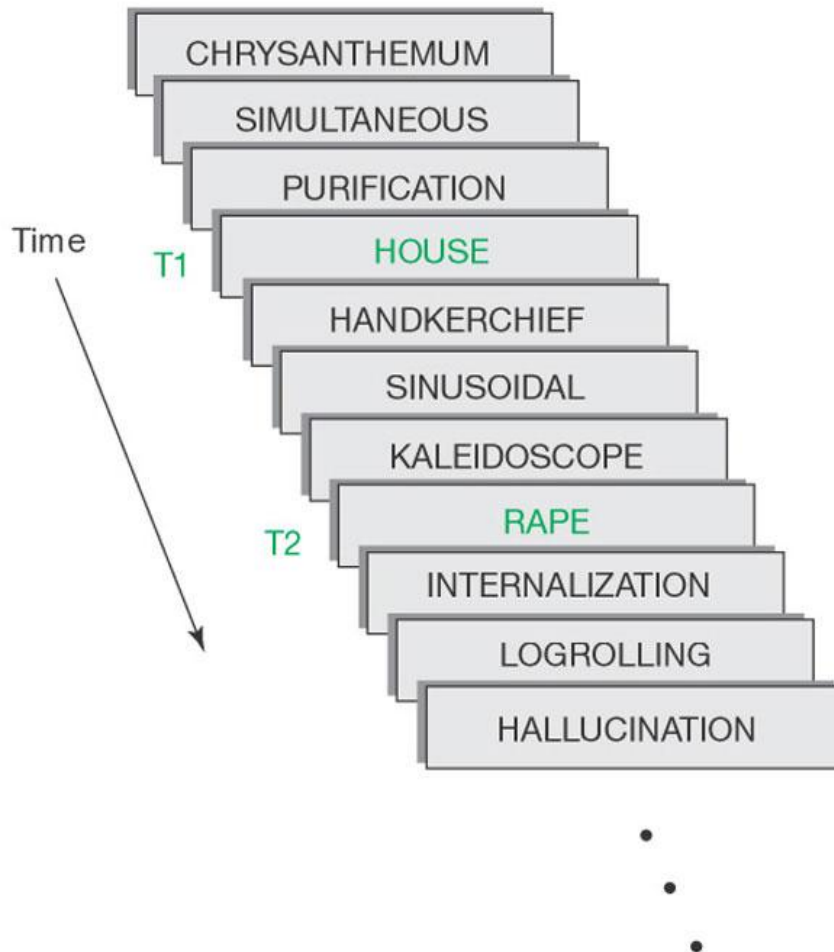 CHRYSANTHEMUM
SIMULTANEOUS
PURIFICATION
Time
T1 HOUSE
HANDKERCHIEF
SINUSOIDAL
KALEIDOSCOPE
T2 RAPE
INTERNALIZATION
LOGROLLING
HALLUCINATION